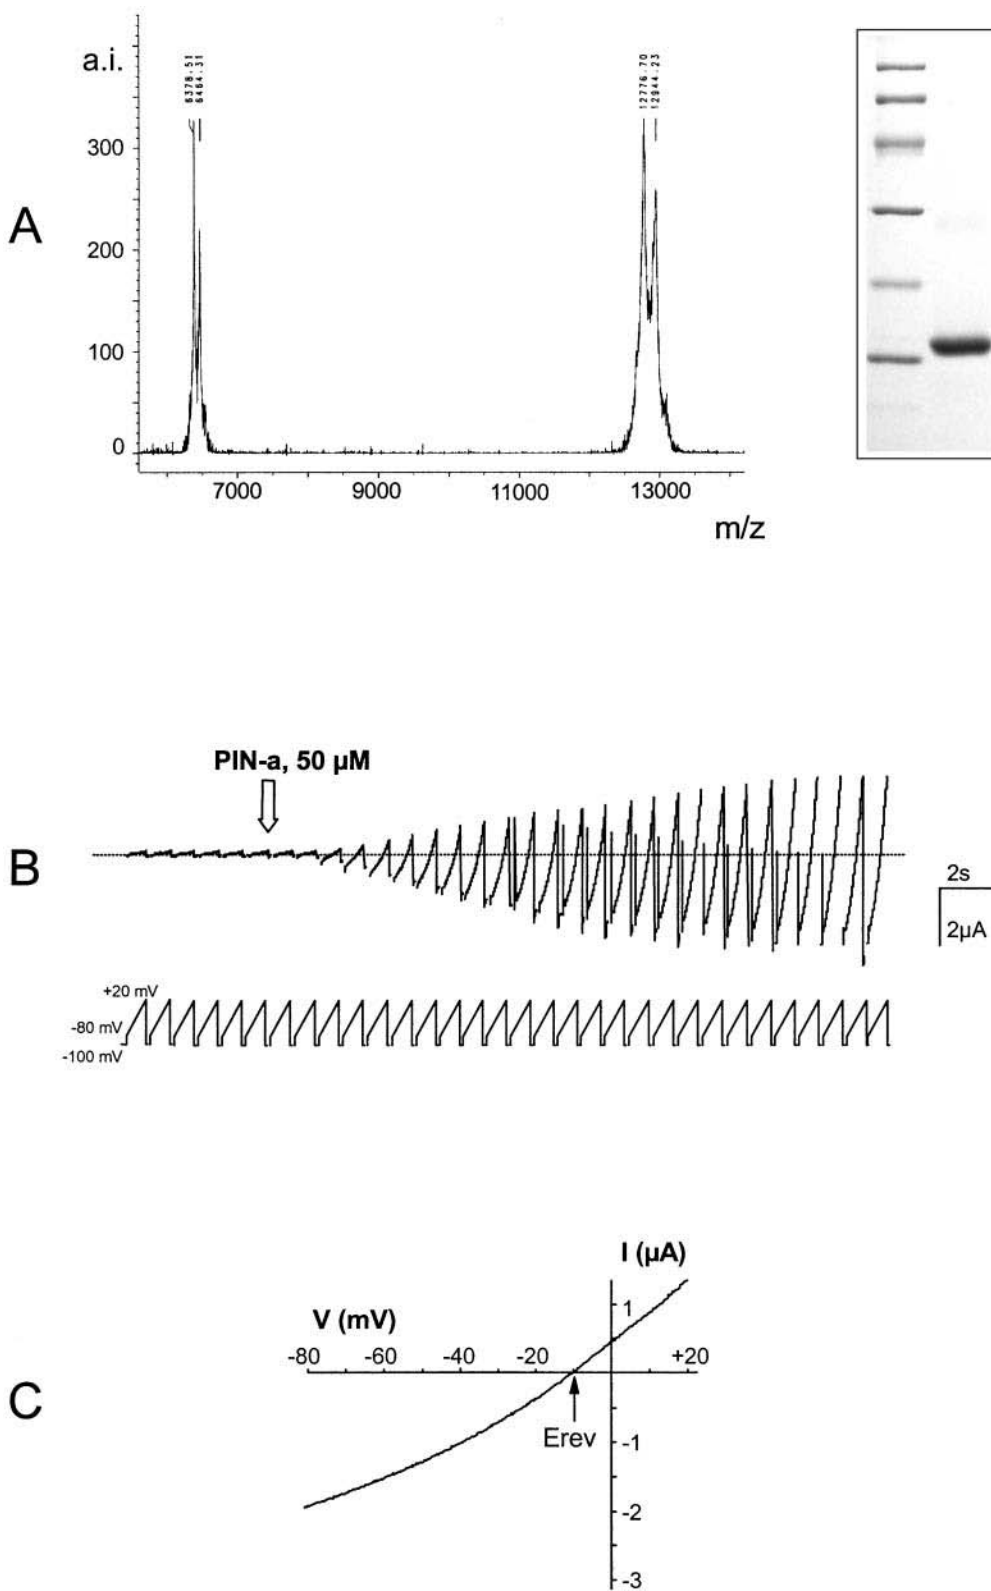 A
a.i.
6378.51
6464.31
12776.70
12944.23
300
200
100
0
7000 9000 11000 13000
m/z
B
PIN-a, 50 µM
2s
2µA
+20 mV
-80 mV
-100 mV
C
I (µA)
V (mV)
1
-80 -60 -40 -20 +20
Erev
-1
-2
-3